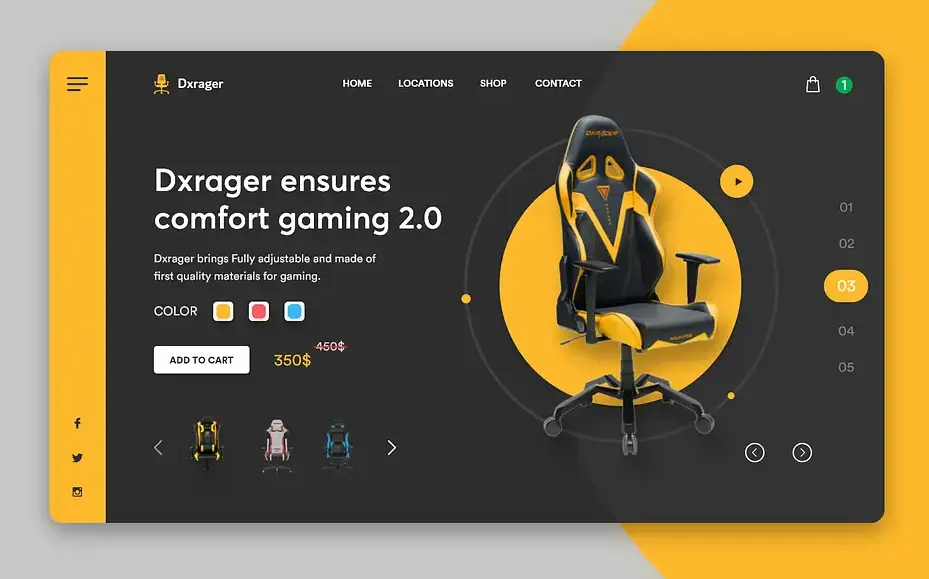 Dxrager
HOME
LOCATIONS
SHOP
CONTACT
1
Dxrager ensures
comfort gaming 2.0
Dxrager brings Fully adjustable and made of
first quality materials for gaming.
COLOR
ADD TO CART
350$
450$
01
02
03
04
05